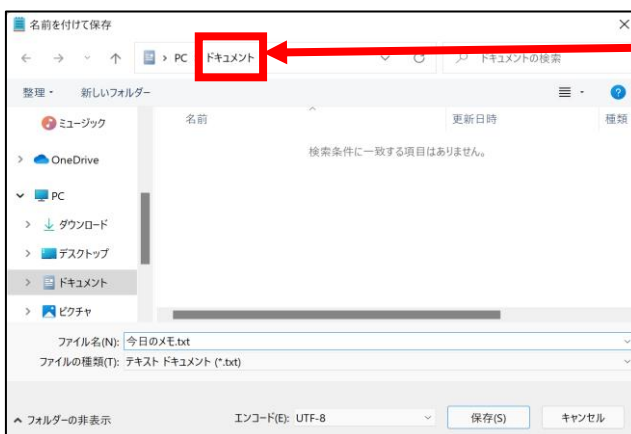 名前を付けて保存
PC ドキュメント
ドキュメントの検索
整理 新しいフォルダー
ミュージック
OneDrive
PC
ダウンロード
デスクトップ
ドキュメント
ピクチャ
名前 更新日時 種類
検索条件に一致する項目はありません。
ファイル名(N): 今日のメモ.txt
ファイルの種類(T): テキスト ドキュメント (*.txt)
フォルダーの非表示 エンコード(E): UTF-8 保存(S) キャンセル